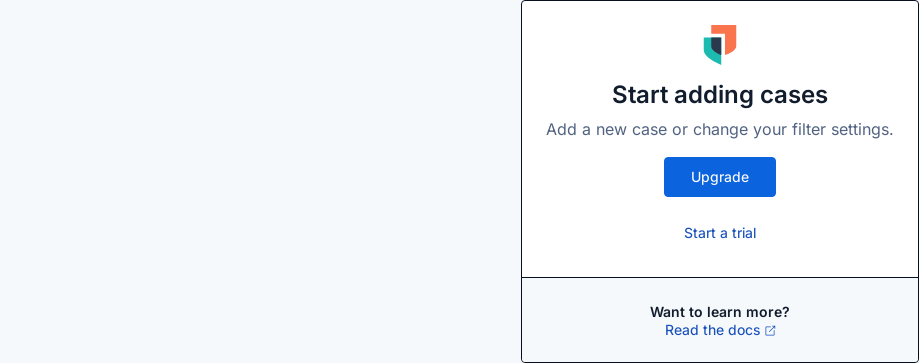 Start adding cases
Add a new case or change your filter settings.
Upgrade
Start a trial
Want to learn more?
Read the docs